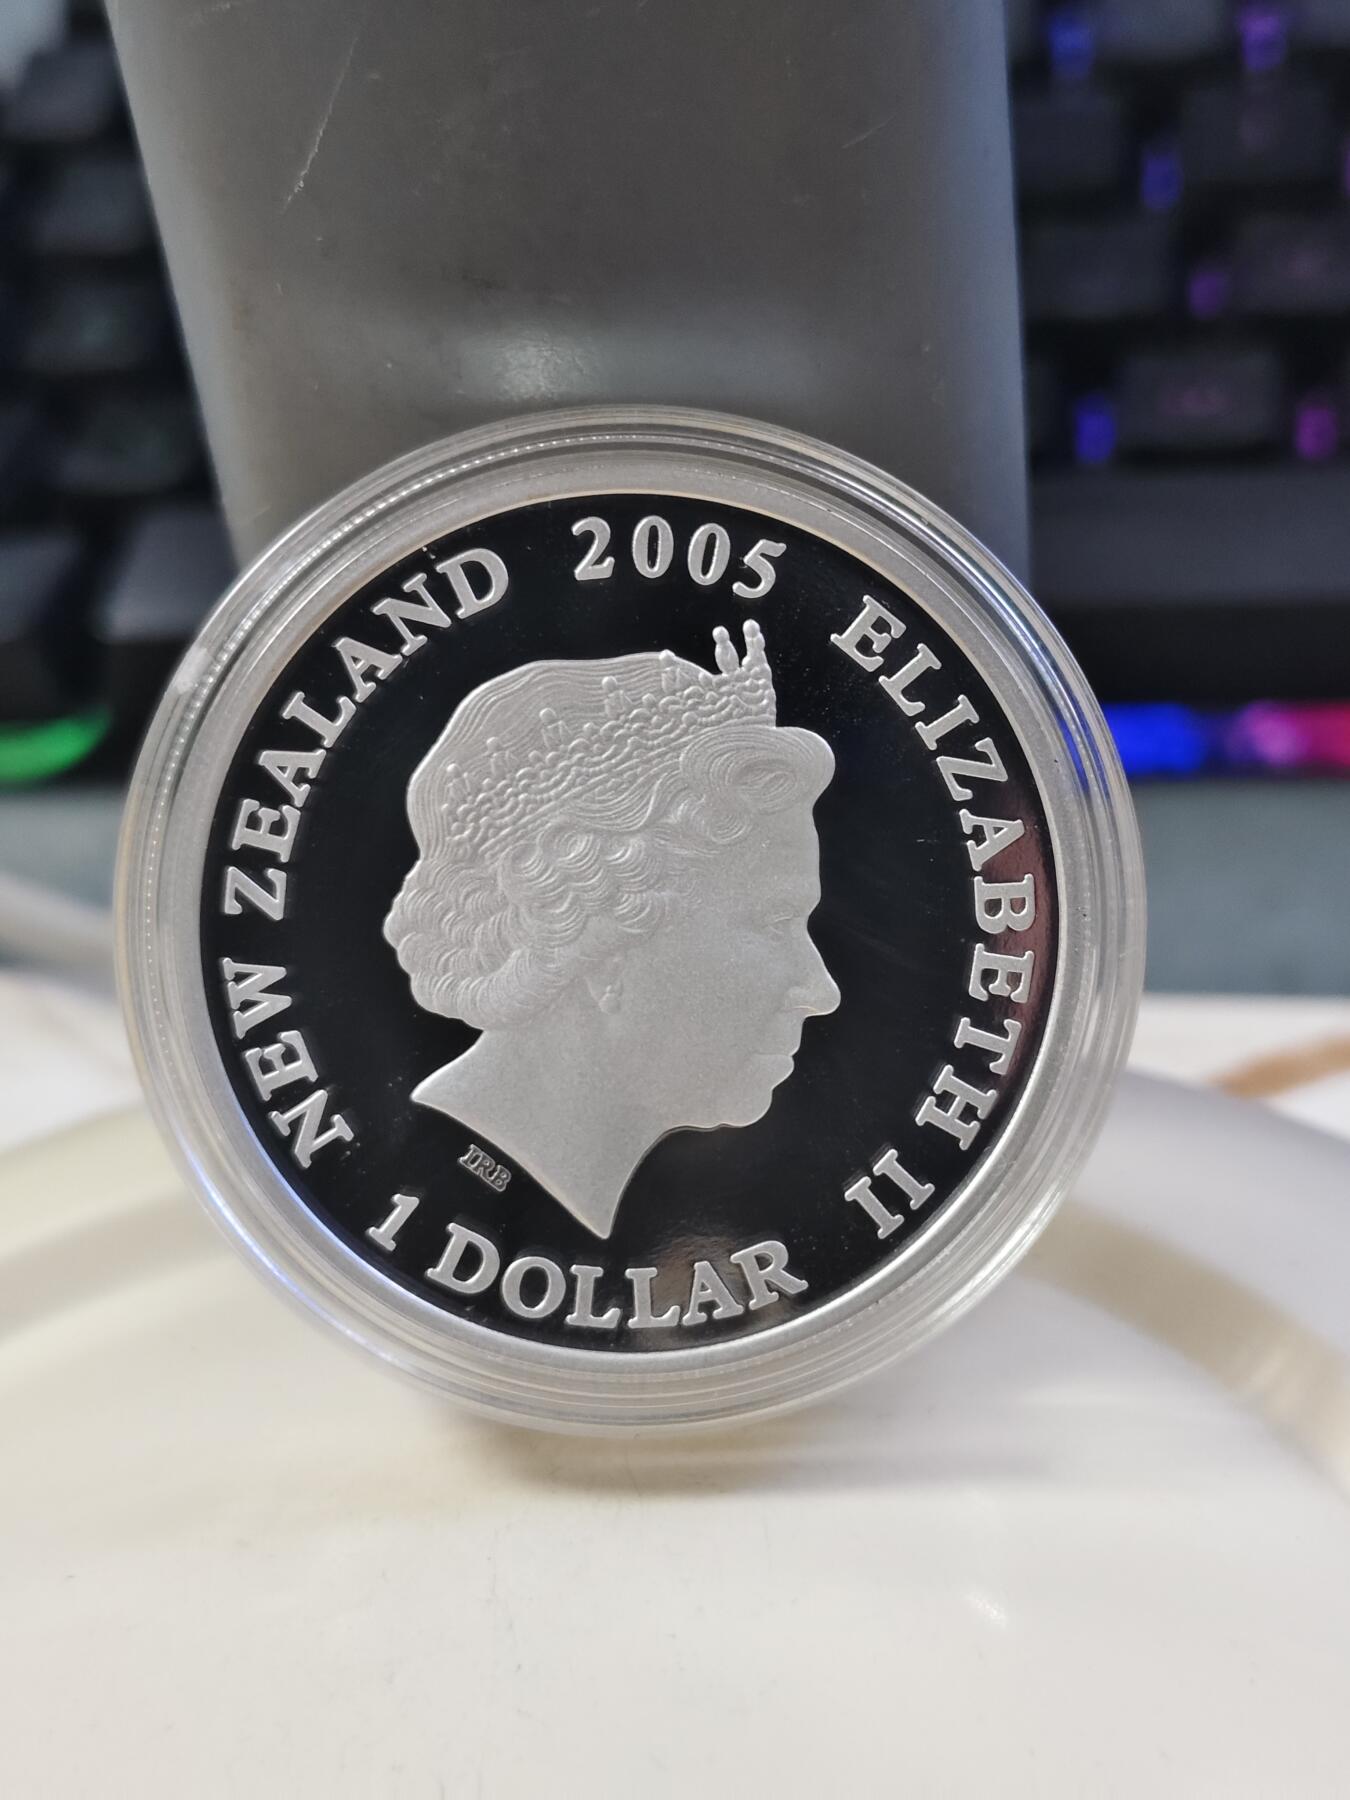 NEW ZEALAND 2005 ELIZABETH II
1 DOLLAR
IRB